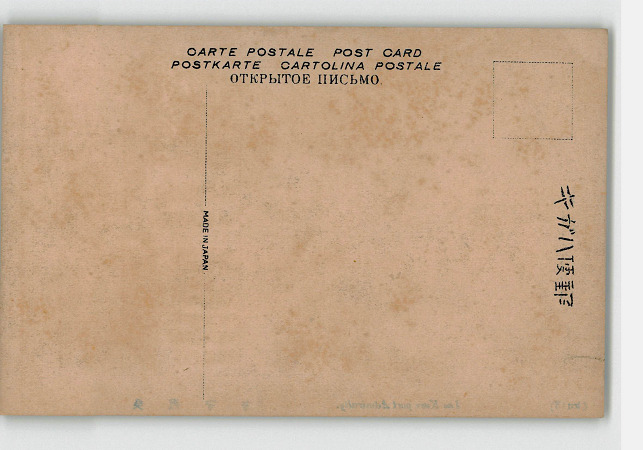 CARTE POSTALE POST CARD
POSTKARTE CARTOLINA POSTALE
ОТКРЫТОЕ ПИСЬМО.
MADE IN JAPAN.
郵便ハガキ